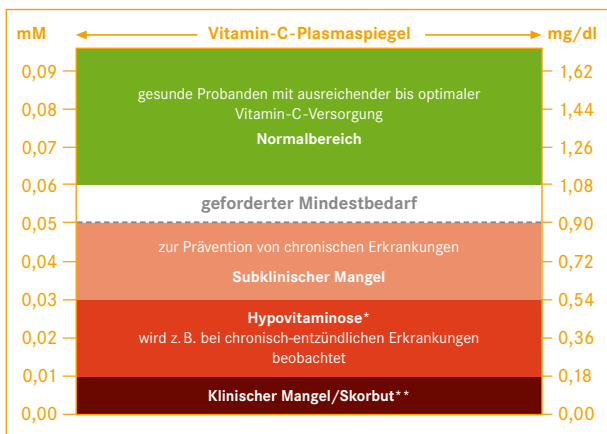 mM Vitamin-C-Plasmaspiegel mg/dl
0,09 1,62
gesunde Probanden mit ausreichender bis optimaler
0,08 1,44
Vitamin-C-Versorgung
Normalbereich
0,07 1,26
0,06 1,08
geforderter Mindestbedarf
0,05 0,90
zur Prävention von chronischen Erkrankungen
0,04 0,72
Subklinischer Mangel
0,03 0,54
Hypovitaminose*
0,02 0,36
wird z. B. bei chronisch-entzündlichen Erkrankungen
beobachtet
0,01 0,18
Klinischer Mangel/Skorbut**
0,00 0,00